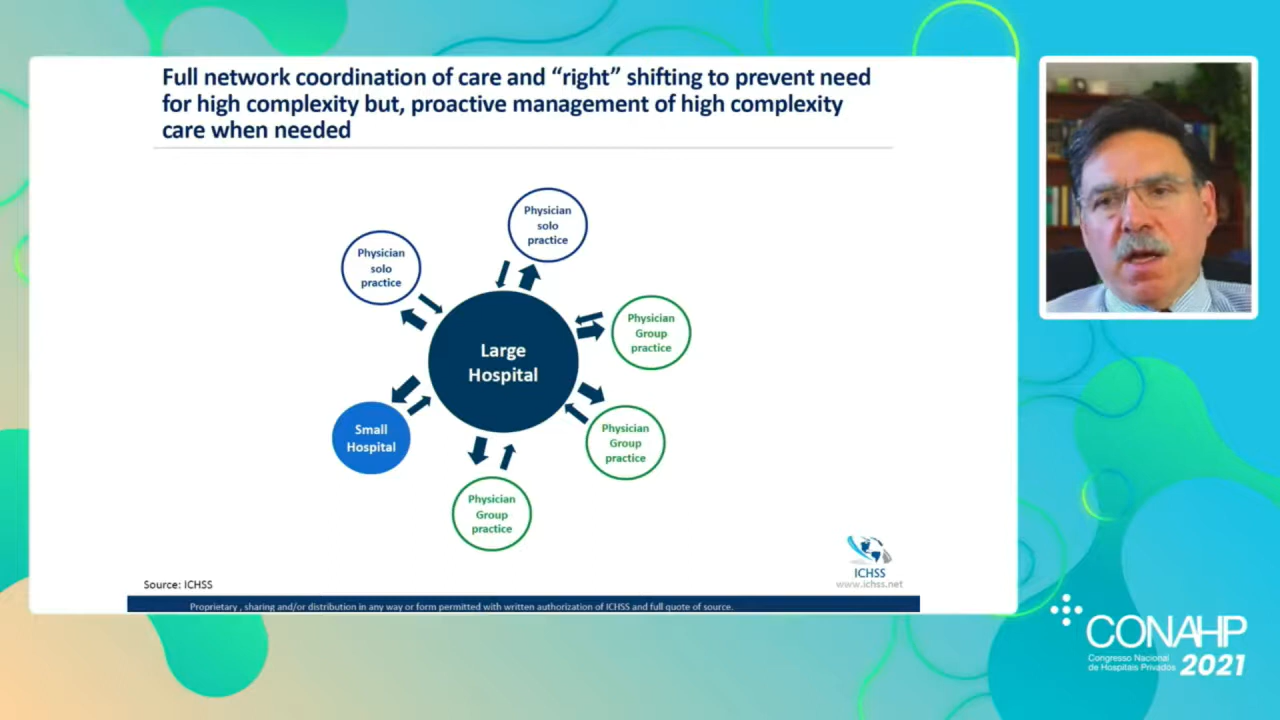 Full network coordination of care and “right” shifting to prevent need
for high complexity but, proactive management of high complexity
care when needed
Physician
solo
practice
Physician
solo
practice
Physician
Group
practice
Large
Hospital
Small
Hospital
Physician
Group
practice
Physician
Group
practice
ICHSS
www.ichss.net
Source: ICHSS
Proprietary , sharing and/or distribution in any way or form permitted with written authorization of ICHSS and full quote of source.
CONAHP
Congresso Nacional
de Hospitais Privados
2021